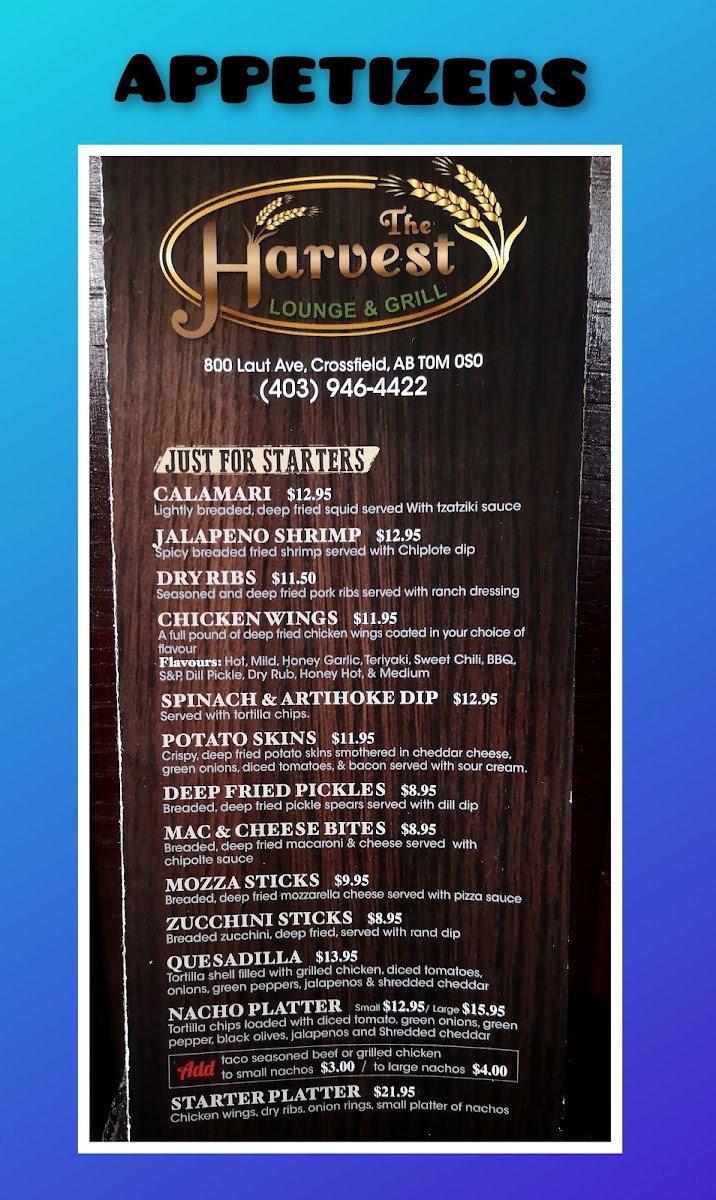 APPETIZERS
The
Harvest
LOUNGE & GRILL
800 Laut Ave, Crossfield, AB T0M 0S0
(403) 946-4422
JUST FOR STARTERS
CALAMARI $12.95
Lightly breaded, deep fried squid served With tzatziki sauce
JALAPENO SHRIMP $12.95
Spicy breaded fried shrimp served with Chiplote dip
DRY RIBS $11.50
Seasoned and deep fried pork ribs served with ranch dressing
CHICKEN WINGS $11.95
A full pound of deep fried chicken wings coated in your choice of
flavour
Flavours: Hot, Mild, Honey Garlic, Teriyaki, Sweet Chili, BBQ,
S&P, Dill Pickle, Dry Rub, Honey Hot, & Medium
SPINACH & ARTIHOKE DIP $12.95
Served with tortilla chips.
POTATO SKINS $11.95
Crispy, deep fried potato skins smothered in cheddar cheese,
green onions, diced tomatoes, & bacon served with sour cream.
DEEP FRIED PICKLES $8.95
Breaded, deep fried pickle spears served with dill dip
MAC & CHEESE BITES $8.95
Breaded, deep fried macaroni & cheese served with
chipolte sauce
MOZZA STICKS $9.95
Breaded, deep fried mozzarella cheese served with pizza sauce
ZUCCHINI STICKS $8.95
Breaded zucchini, deep fried, served with rand dip
QUESADILLA $13.95
Tortilla shell filled with grilled chicken, diced tomatoes,
onions, green peppers, jalapenos & shredded cheddar
NACHO PLATTER Small $12.95/ Large $15.95
Tortilla chips loaded with diced tomato, green onions, green
pepper, black olives, jalapenos and Shredded cheddar
Add taco seasoned beef or grilled chicken
to small nachos $3.00 / to large nachos $4.00
STARTER PLATTER $21.95
Chicken wings, dry ribs, onion rings, small platter of nachos